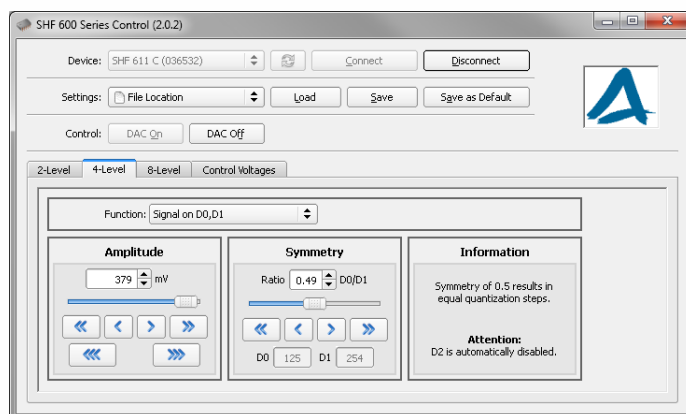 SHF 600 Series Control (2.0.2)
Device: SHF 611 C (036532) Connect Disconnect
Settings: File Location Load Save Save as Default
Control: DAC On DAC Off
2-Level 4-Level 8-Level Control Voltages
Function: Signal on D0,D1
Amplitude
379 mV
Symmetry
Ratio 0.49 D0/D1
D0 125 D1 254
Information
Symmetry of 0.5 results in
equal quantization steps.
Attention:
D2 is automatically disabled.